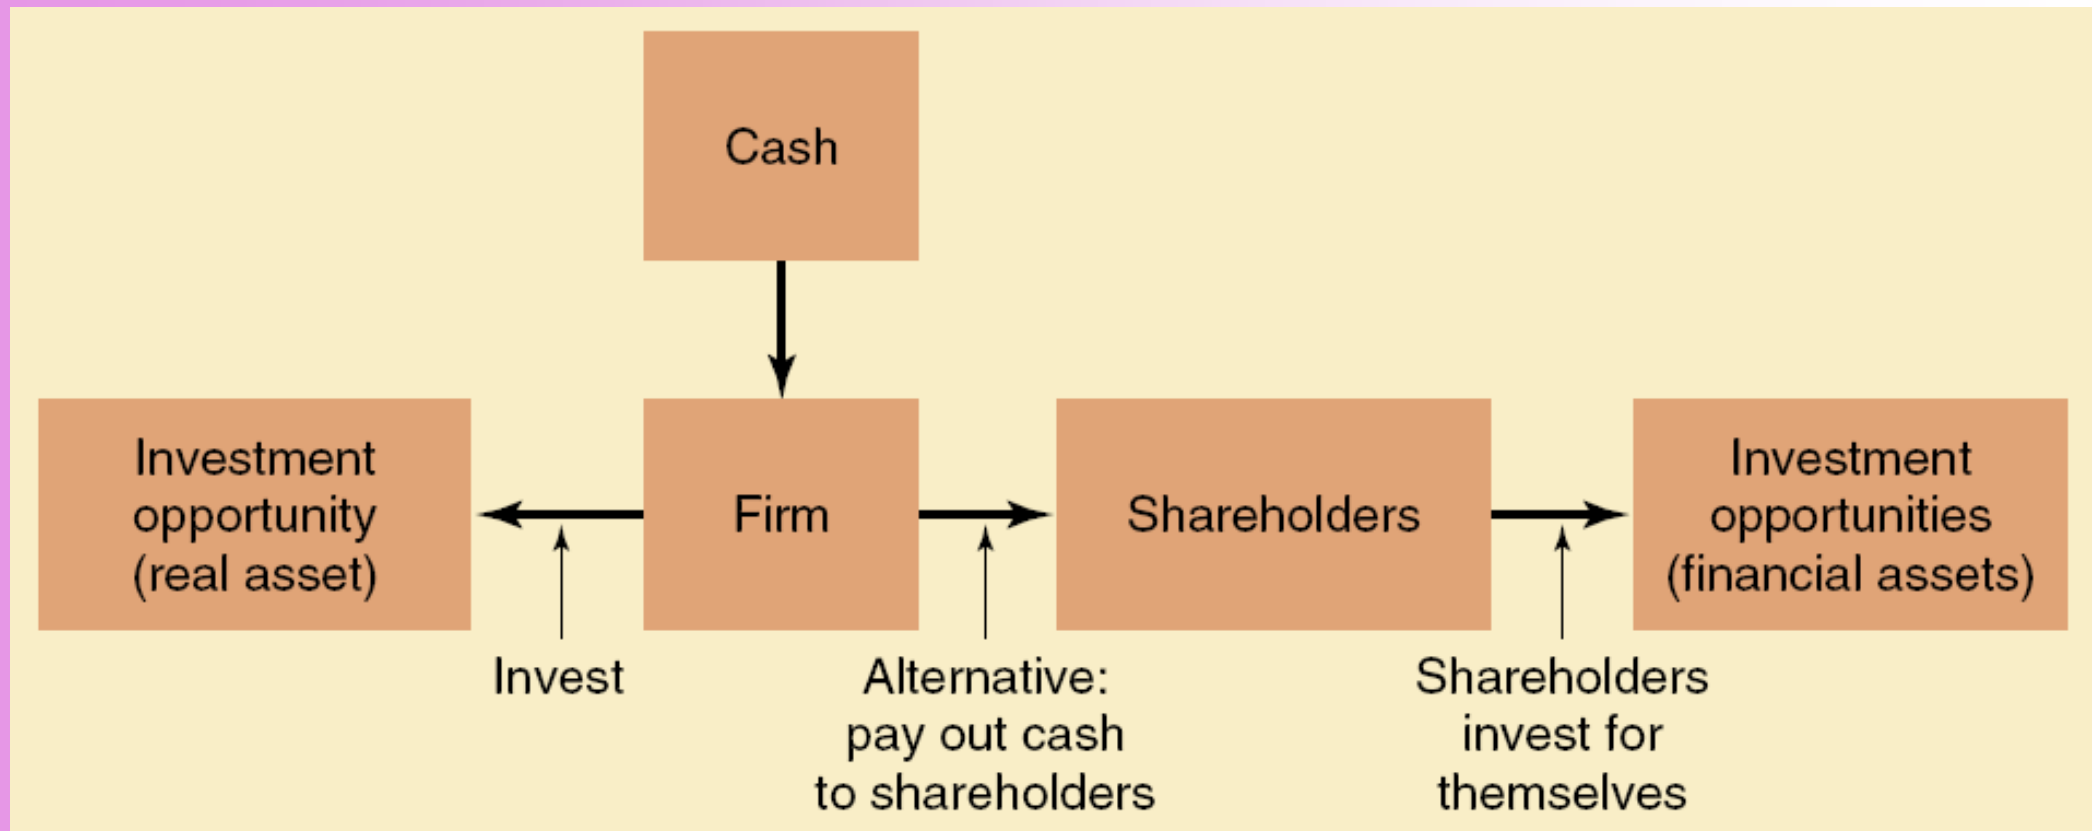 Cash
Investment
opportunity
(real asset)
Firm
Shareholders
Investment
opportunities
(financial assets)
Invest
Alternative:
pay out cash
to shareholders
Shareholders
invest for
themselves